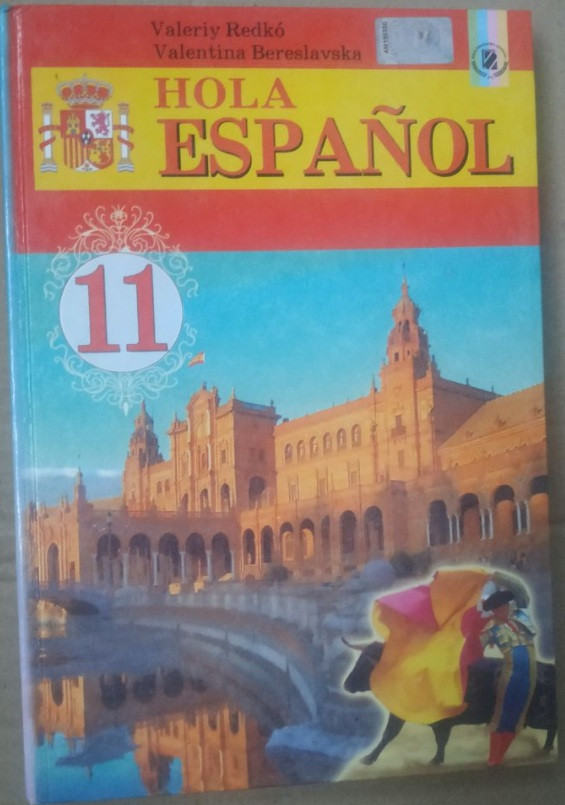 Valeriy Redkó
Valentina Bereslavska
HOLA
ESPAÑOL
11